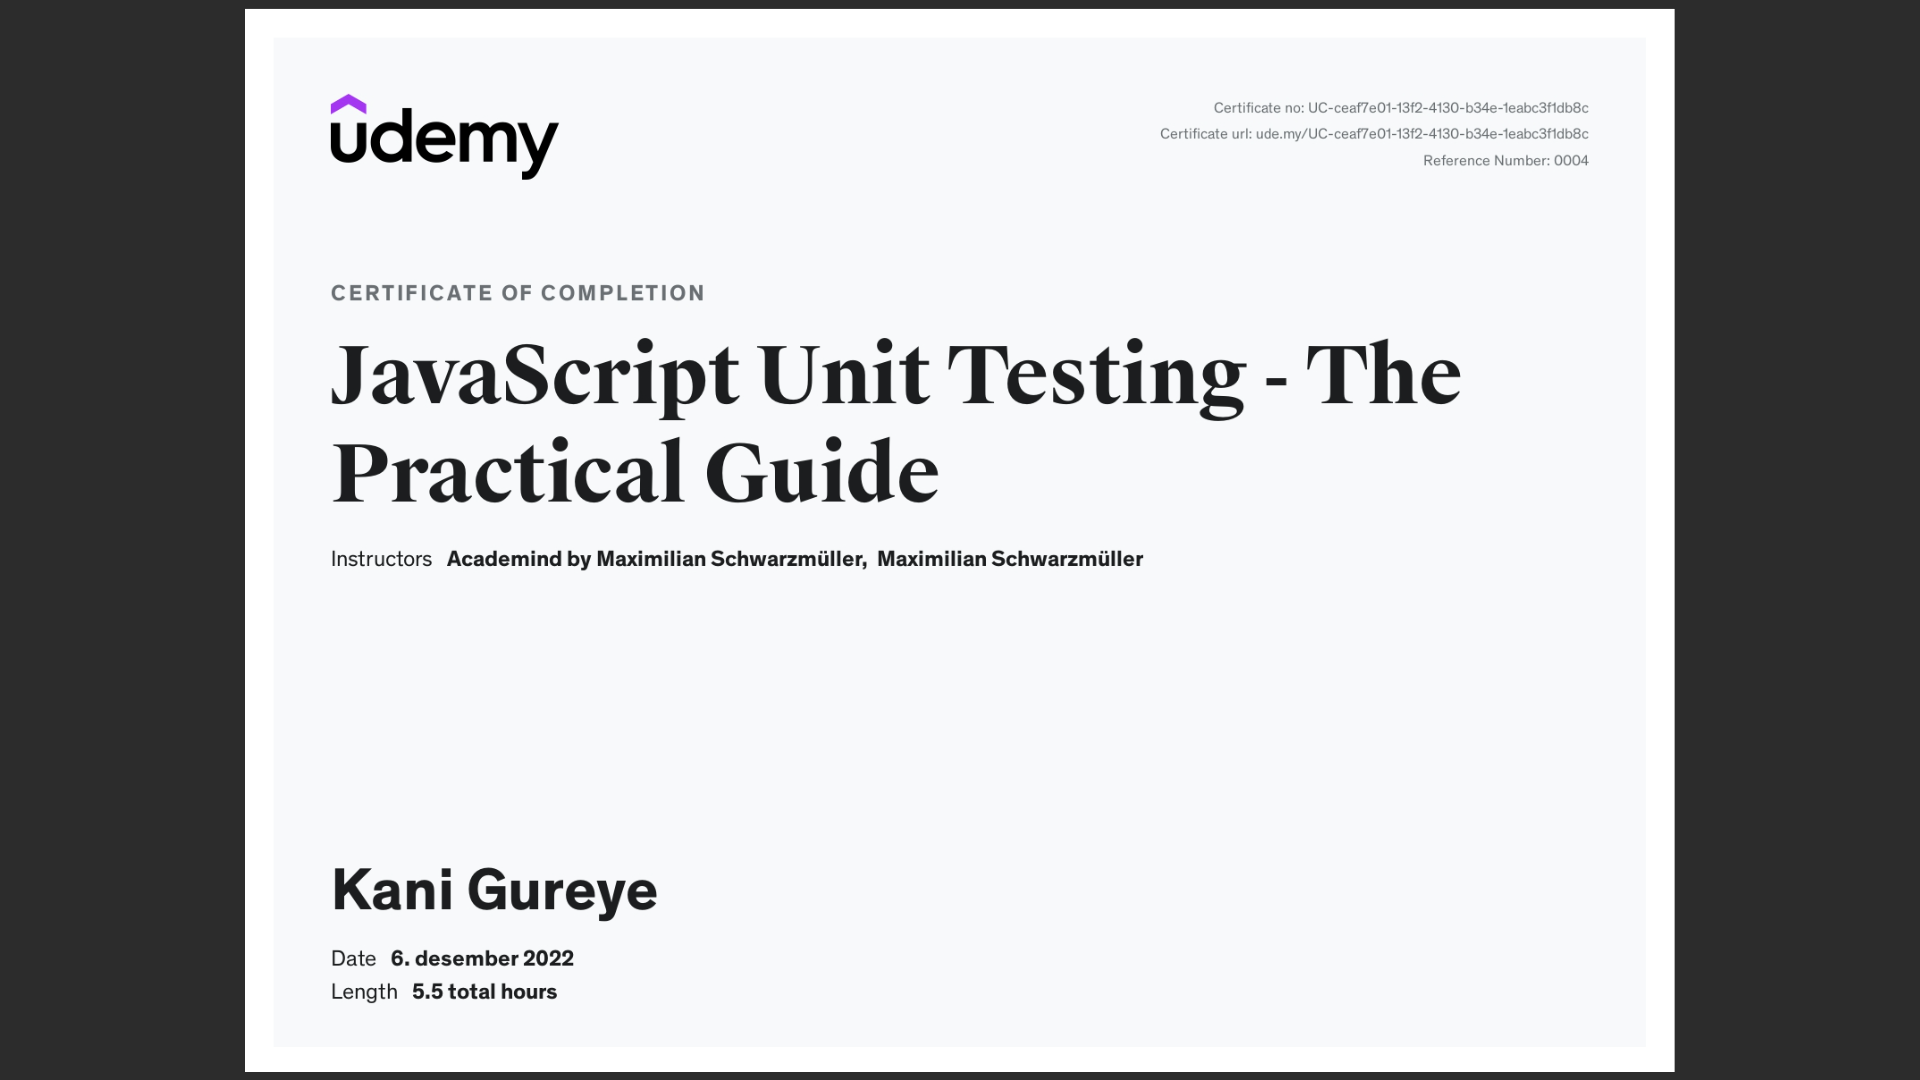 udemy
Certificate no: UC-ceaf7e01-13f2-4130-b34e-1eabc3f1db8c
Certificate url: ude.my/UC-ceaf7e01-13f2-4130-b34e-1eabc3f1db8c
Reference Number: 0004
CERTIFICATE OF COMPLETION
JavaScript Unit Testing - The
Practical Guide
Instructors Academind by Maximilian Schwarzmüller, Maximilian Schwarzmüller
Kani Gureye
Date 6. desember 2022
Length 5.5 total hours